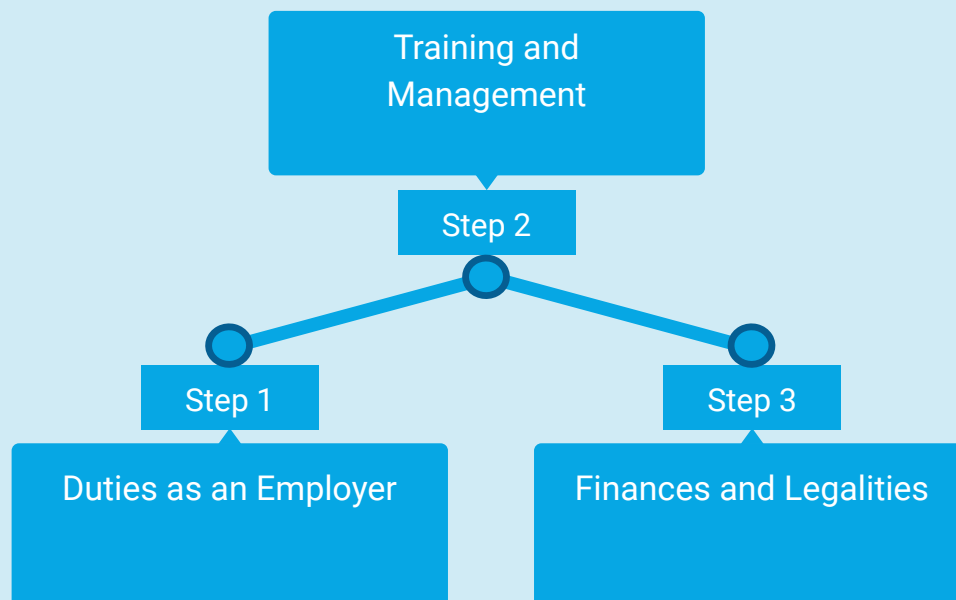 Training and
Management
Step 2
Step 1
Step 3
Duties as an Employer
Finances and Legalities